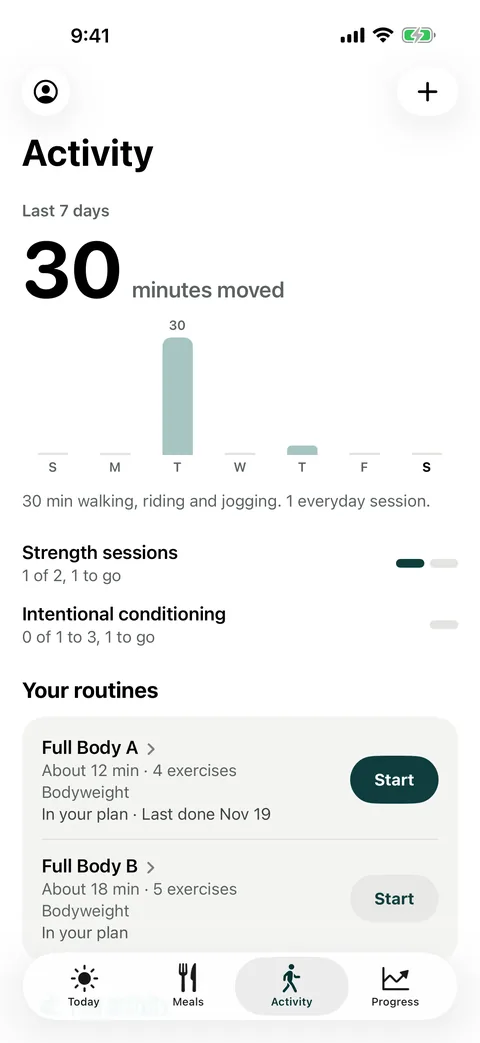 9:41
Activity
Last 7 days
30 minutes moved
30
S M T W T F S
30 min walking, riding and jogging. 1 everyday session.
Strength sessions
1 of 2, 1 to go
Intentional conditioning
0 of 1 to 3, 1 to go
Your routines
Full Body A
About 12 min · 4 exercises
Bodyweight
In your plan · Last done Nov 19
Start
Full Body B
About 18 min · 5 exercises
Bodyweight
In your plan
Start
Today Meals Activity Progress